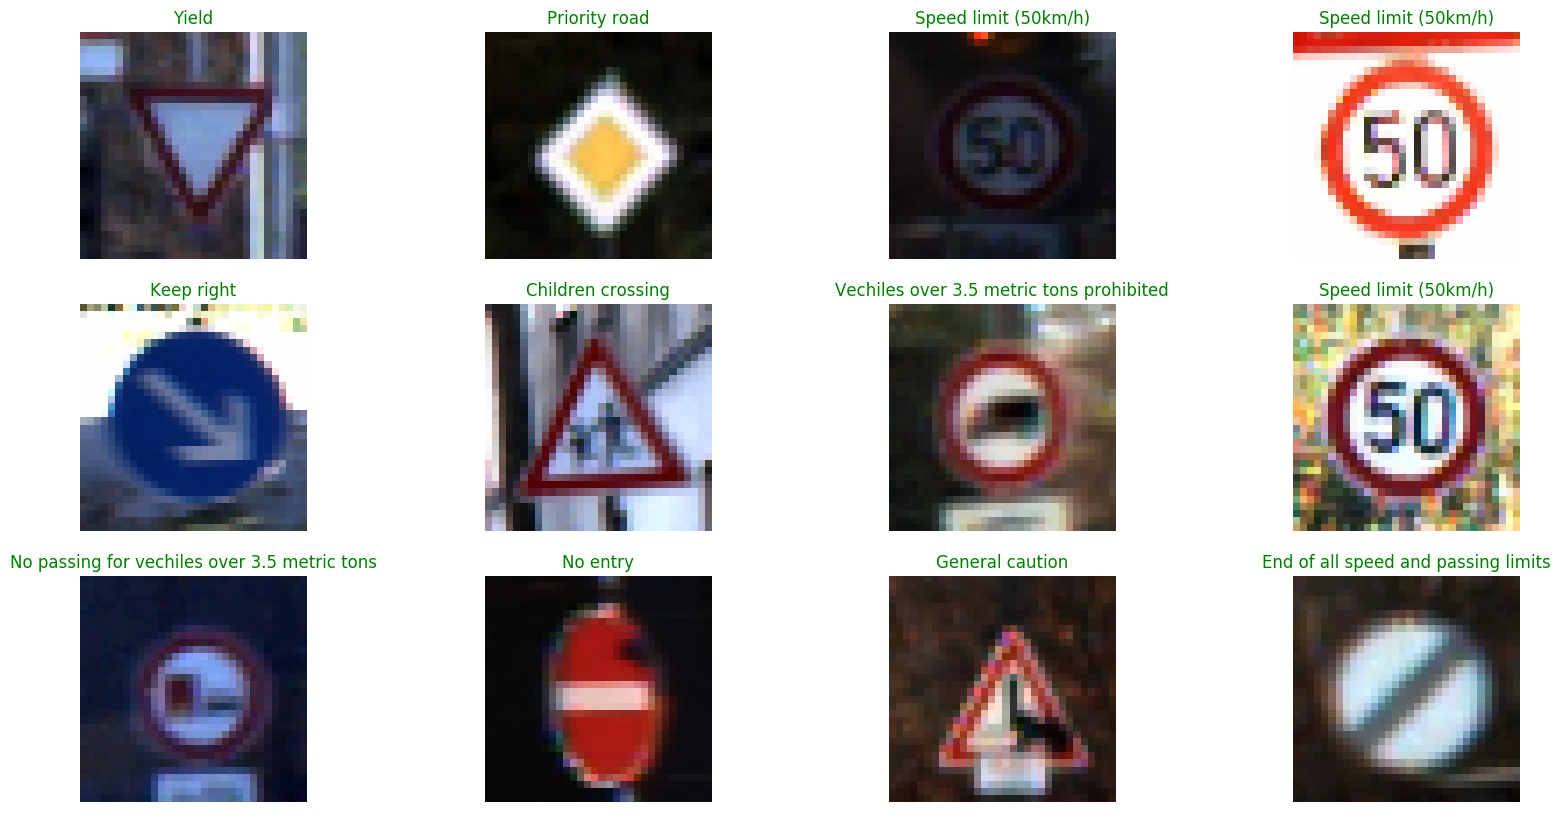 Yield
Priority road
Speed limit (50km/h)
Speed limit (50km/h)
50
50
Keep right
Children crossing
Vechiles over 3.5 metric tons prohibited
Speed limit (50km/h)
50
No passing for vechiles over 3.5 metric tons
No entry
General caution
End of all speed and passing limits